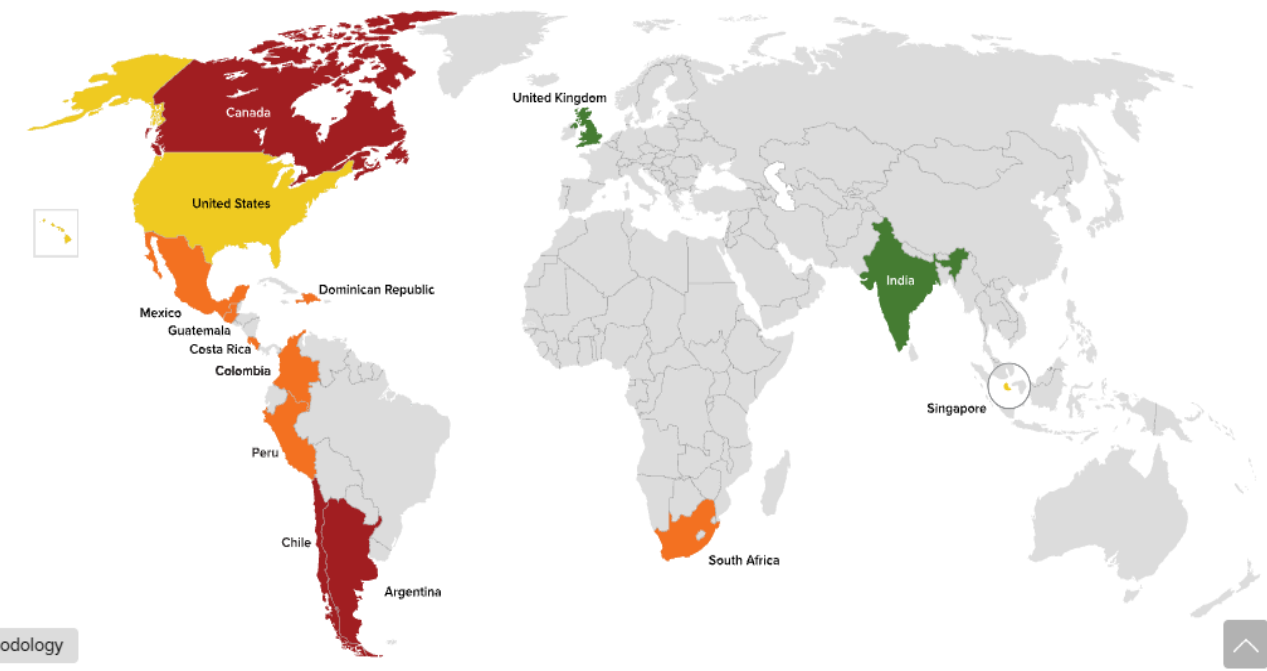 United Kingdom
Canada
United States
India
Dominican Republic
Mexico
Guatemala
Costa Rica
Colombia
Singapore
Peru
Chile
South Africa
Argentina
odology